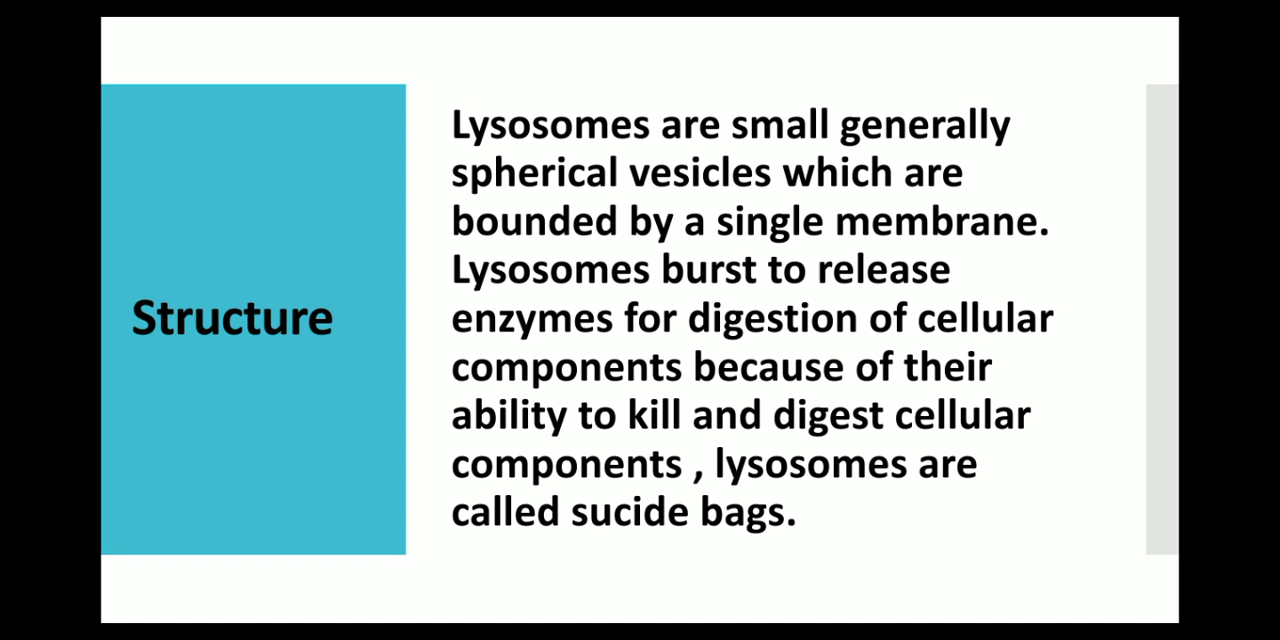 Structure
Lysosomes are small generally
spherical vesicles which are
bounded by a single membrane.
Lysosomes burst to release
enzymes for digestion of cellular
components because of their
ability to kill and digest cellular
components , lysosomes are
called sucide bags.